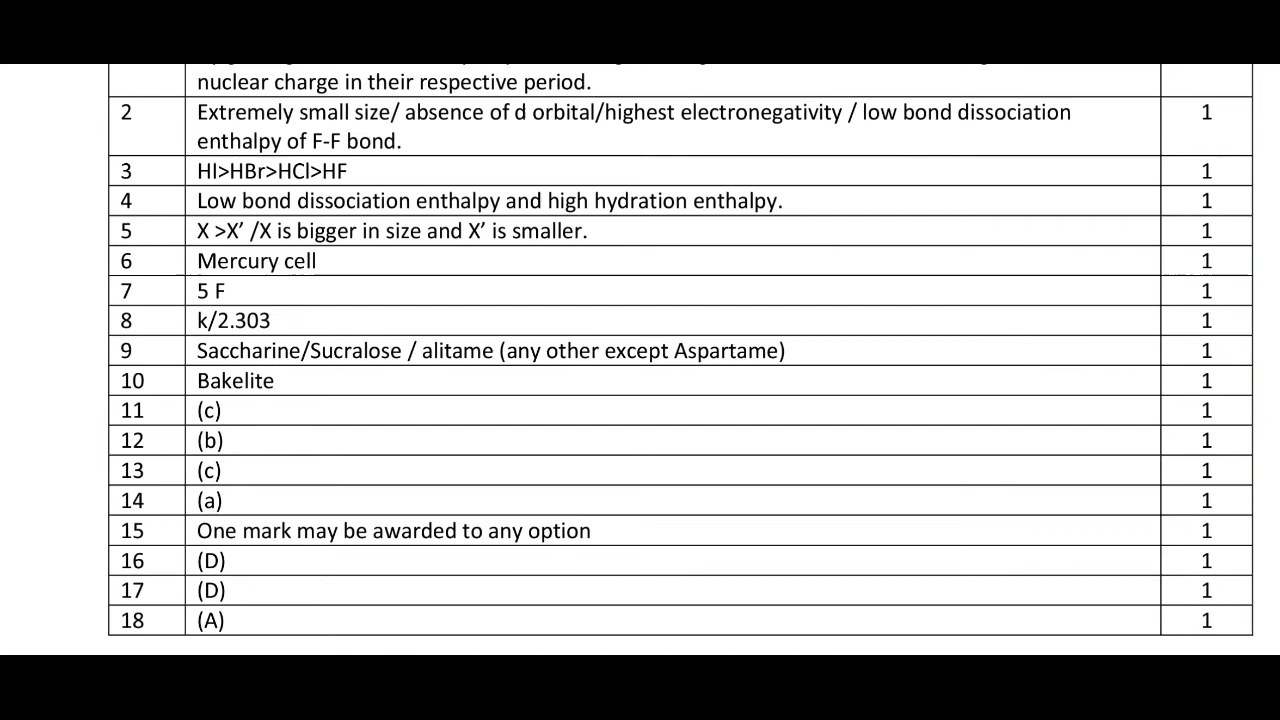 nuclear charge in their respective period.
2 Extremely small size/ absence of d orbital/highest electronegativity / low bond dissociation 1
enthalpy of F-F bond.
3 HI>HBr>HCl>HF 1
4 Low bond dissociation enthalpy and high hydration enthalpy. 1
5 X >X’ /X is bigger in size and X’ is smaller. 1
6 Mercury cell 1
7 5 F 1
8 k/2.303 1
9 Saccharine/Sucralose / alitame (any other except Aspartame) 1
10 Bakelite 1
11 (c) 1
12 (b) 1
13 (c) 1
14 (a) 1
15 One mark may be awarded to any option 1
16 (D) 1
17 (D) 1
18 (A) 1